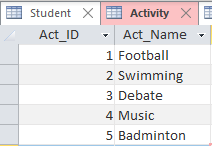 Student Activity
Act_ID Act_Name
1 Football
2 Swimming
3 Debate
4 Music
5 Badminton